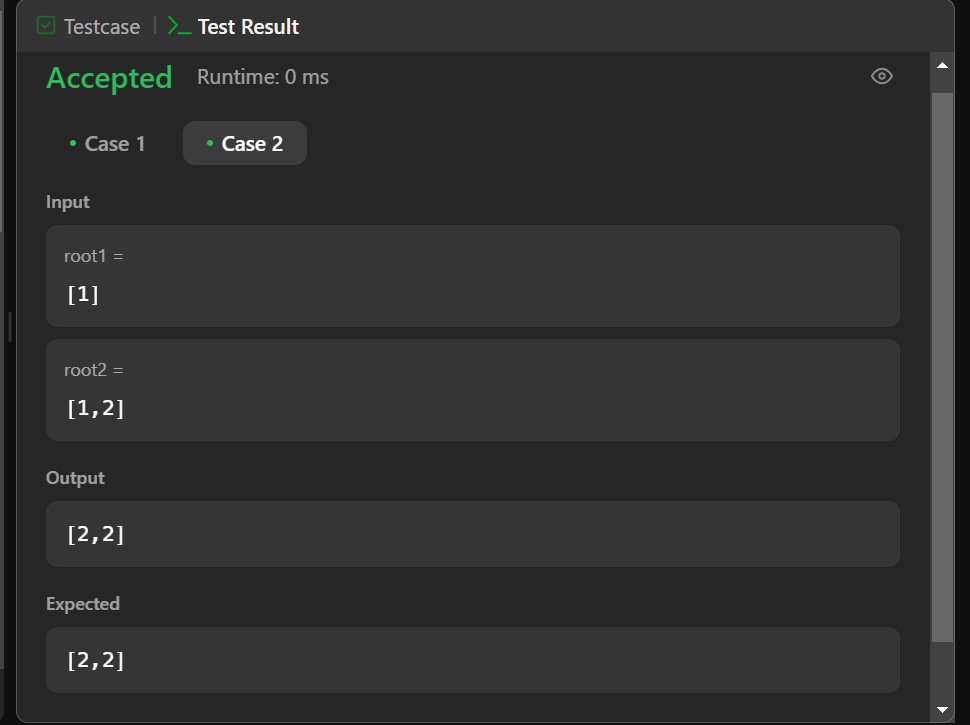 Testcase | >_ Test Result
Accepted Runtime: 0 ms
• Case 1 • Case 2
Input
root1 =
[1]
root2 =
[1,2]
Output
[2,2]
Expected
[2,2]